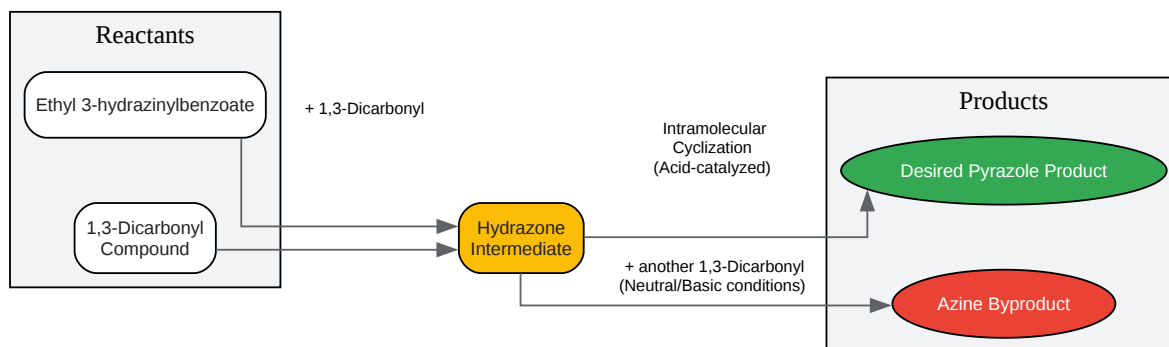 Reactants
Ethyl 3-hydrazinylbenzoate
+ 1,3-Dicarbonyl
1,3-Dicarbonyl
Compound
Hydrazone
Intermediate
Intramolecular
Cyclization
(Acid-catalyzed)
+ another 1,3-Dicarbonyl
(Neutral/Basic conditions)
Products
Desired Pyrazole Product
Azine Byproduct